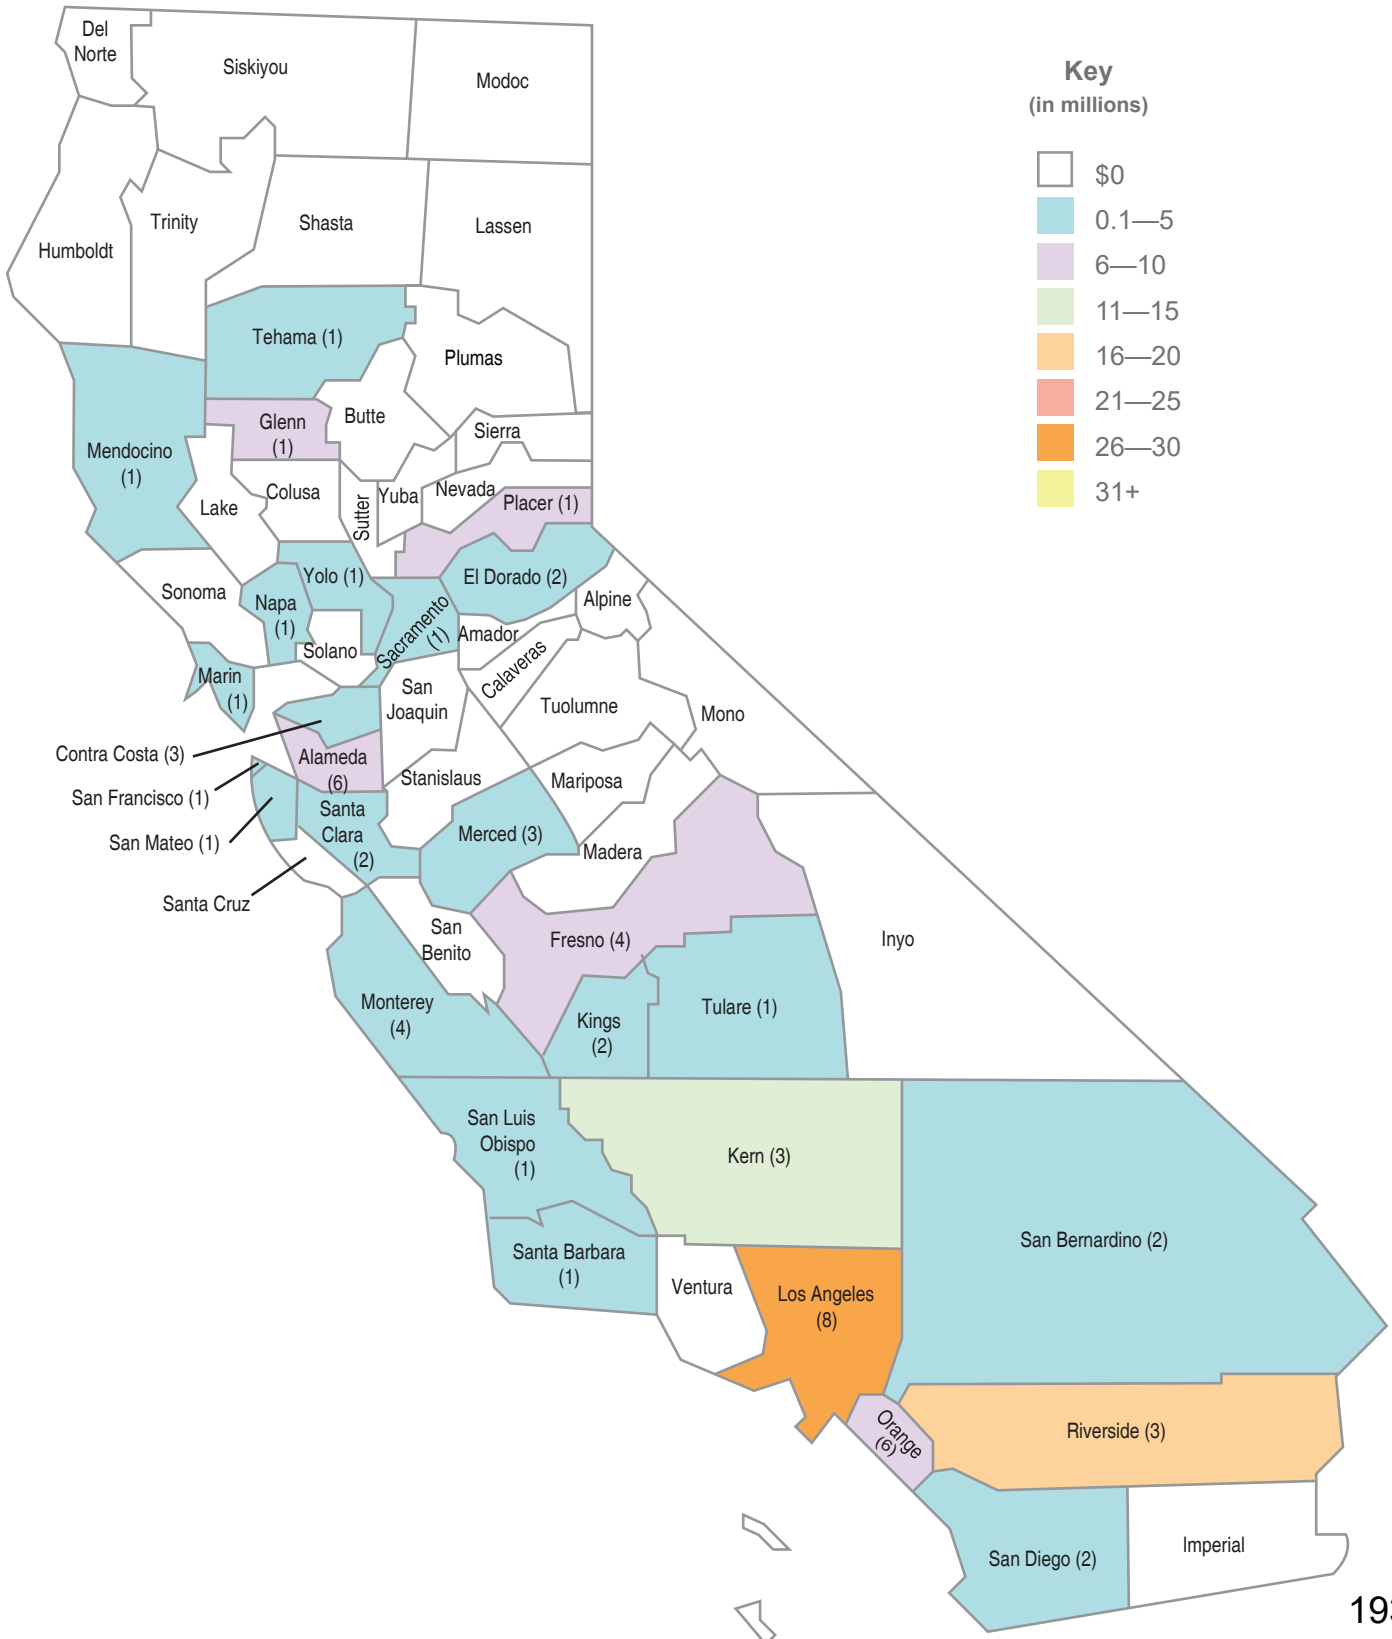 Del
Norte
Siskiyou
Modoc
Key
(in millions)
$0
0.1—5
6—10
11—15
16—20
21—25
26—30
31+
Humboldt
Trinity
Shasta
Lassen
Tehama (1)
Plumas
Mendocino
(1)
Glenn
(1)
Butte
Sierra
Lake
Colusa
Sutter
Yuba
Nevada
Placer (1)
Sonoma
Napa
(1)
Yolo (1)
El Dorado (2)
Alpine
Solano
Sacramento
(1)
Amador
Marin
(1)
San
Joaquin
Calaveras
Tuolumne
Mono
Contra Costa (3)
Alameda
(6)
Stanislaus
Mariposa
San Francisco (1)
San Mateo (1)
Santa
Clara
(2)
Merced (3)
Madera
Santa Cruz
San
Benito
Fresno (4)
Inyo
Monterey
(4)
Kings
(2)
Tulare (1)
San Luis
Obispo
(1)
Kern (3)
Santa Barbara
(1)
Ventura
Los Angeles
(8)
San Bernardino (2)
Orange
(6)
Riverside (3)
San Diego (2)
Imperial
193